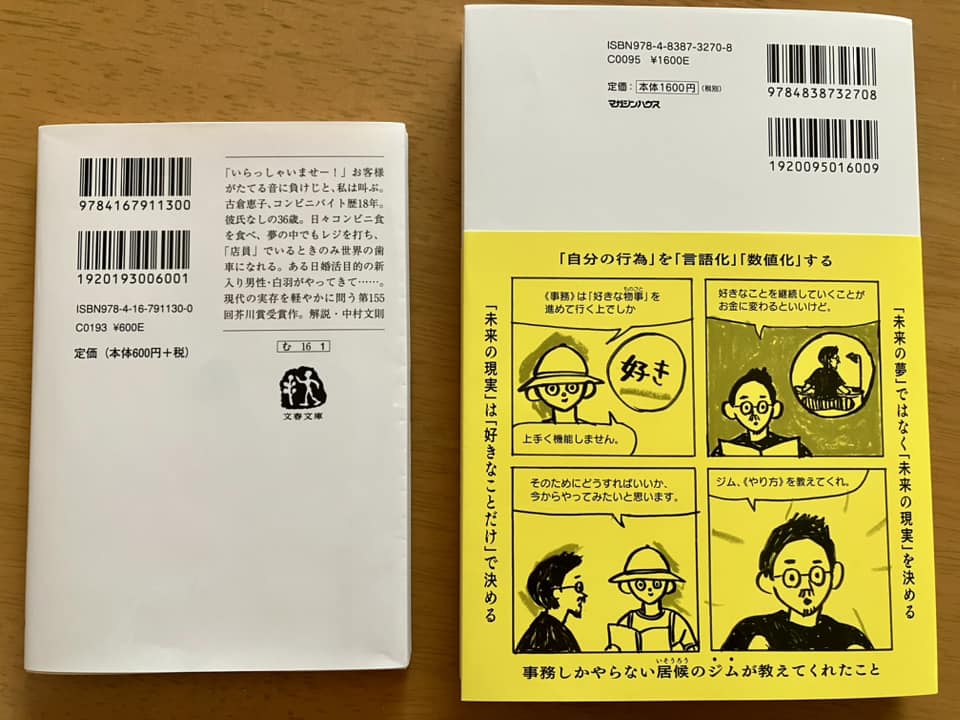 9784167911300
1920193006001
ISBN978-4-16-791130-0
C0193 ¥600E
定価（本体600円+税）
「いらっしゃいませー！」お客様
がたてる音に負けじと、私は叫ぶ。
古倉恵子、コンビニバイト歴18年。
彼氏なしの36歳。日々コンビニ食
を食べ、夢の中でもレジを打ち、
「店員」でいるときのみ世界の歯
車になれる。ある日婚活目的の新
入り男性・白羽がやってきて……。
現代の実存を軽やかに問う第155
回芥川賞受賞作。解説・中村文則
む 16 1
文春文庫
ISBN978-4-8387-3270-8
C0095 ¥1600E
定価：本体1600円（税別）
マガジンハウス
9784838732708
1920095016009
「自分の行為」を「言語化」「数値化」する
《事務》は「好きな物事」を
ものごと
進めて行く上でしか
好き
上手く機能しません。
好きなことを継続していくことが
お金に変わるといいけど。
そのためにどうすればいいか、
今からやってみたいと思います。
ジム、《やり方》を教えてくれ。
「未来の夢」ではなく「未来の現実」を決める
「未来の現実」は「好きなことだけ」で決める
いそうろう
事務しかやらない居候のジムが教えてくれたこと